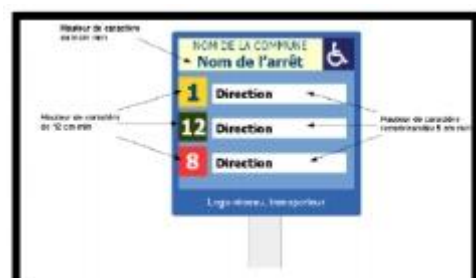 Hauteur de caractère
NOM DE LA COMMUNE
Nom de l'arrêt
1 Direction
Hauteur de caractère
de 12 cm min
12 Direction
Hauteur de caractère
8 Direction
Logo réseau, transporteur